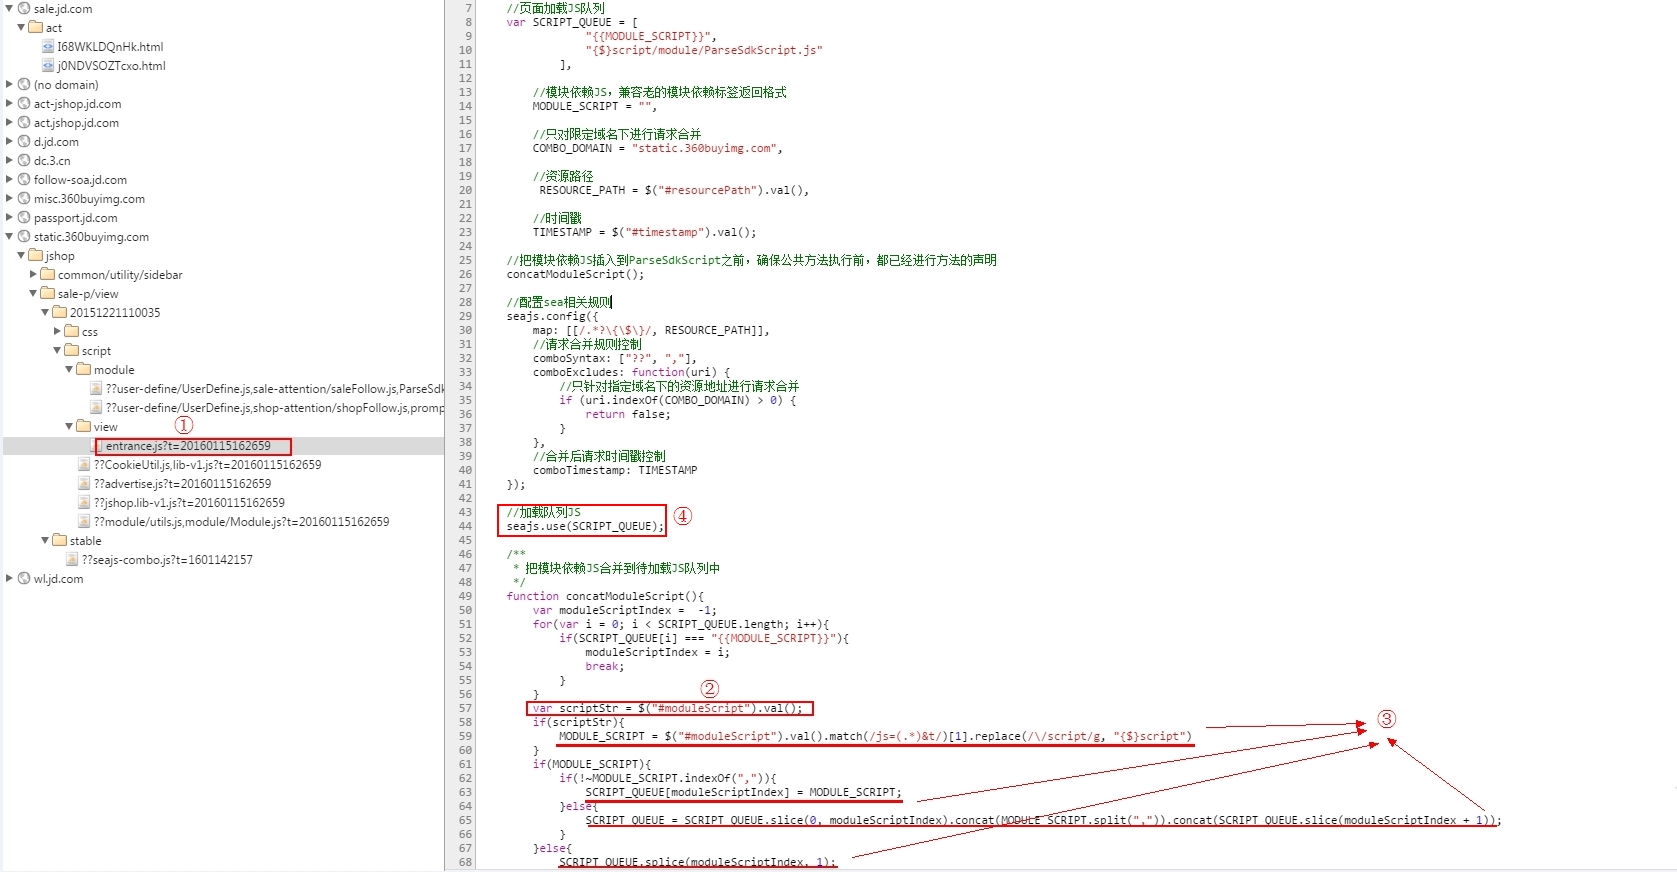 sale.jd.com
act
I68WKLDQnHk.html
j0NDVSOZTcxo.html
(no domain)
act-jshop.jd.com
act.jshop.jd.com
d.jd.com
dc.3.cn
follow-soa.jd.com
misc.360buyimg.com
passport.jd.com
static.360buyimg.com
jshop
common/utility/sidebar
sale-p/view
20151221110035
css
script
module
??user-define/UserDefine.js,sale-attention/saleFollow.js,ParseSdk
??user-define/UserDefine.js,shop-attention/shopFollow.js,promp
view
①
entrance.js?t=20160115162659
??CookieUtil.js,lib-v1.js?t=20160115162659
??advertise.js?t=20160115162659
??jshop.lib-v1.js?t=20160115162659
??module/utils.js,module/Module.js?t=20160115162659
stable
??seajs-combo.js?t=1601142157
wl.jd.com
7 //页面加载JS队列
8 var SCRIPT_QUEUE = [
9 "{{MODULE_SCRIPT}}",
10 "{$}script/module/ParseSdkScript.js"
11 ],
12
13 //模块依赖JS，兼容老的模块依赖标签返回格式
14 MODULE_SCRIPT = "",
15
16 //只对限定域名下进行请求合并
17 COMBO_DOMAIN = "static.360buyimg.com",
18
19 //资源路径
20 RESOURCE_PATH = $("#resourcePath").val(),
21
22 //时间戳
23 TIMESTAMP = $("#timestamp").val();
24
25 //把模块依赖JS插入到ParseSdkScript之前，确保公共方法执行前，都已经进行方法的声明
26 concatModuleScript();
27
28 //配置sea相关规则
29 seajs.config({
30 map: [[/.*?\{\$\}/, RESOURCE_PATH]],
31 //请求合并规则控制
32 comboSyntax: ["??", ","],
33 comboExcludes: function(uri) {
34 //只针对指定域名下的资源地址进行请求合并
35 if (uri.indexOf(COMBO_DOMAIN) > 0) {
36 return false;
37 }
38 },
39 //合并后请求时间戳控制
40 comboTimestamp: TIMESTAMP
41 });
42
43 //加载队列JS
44 seajs.use(SCRIPT_QUEUE);
④
45
46 /**
47 * 把模块依赖JS合并到待加载JS队列中
48 */
49 function concatModuleScript(){
50 var moduleScriptIndex = -1;
51 for(var i = 0; i < SCRIPT_QUEUE.length; i++){
52 if(SCRIPT_QUEUE[i] === "{{MODULE_SCRIPT}}"){
53 moduleScriptIndex = i;
54 break;
55 }
56 }
②
57 var scriptStr = $("#moduleScript").val();
58 if(scriptStr){
③
59 MODULE_SCRIPT = $("#moduleScript").val().match(/js=(.*)&t/)[1].replace(/\/script/g, "{$}script")
60 }
61 if(MODULE_SCRIPT){
62 if(!~MODULE_SCRIPT.indexOf(",")){
63 SCRIPT_QUEUE[moduleScriptIndex] = MODULE_SCRIPT;
64 }else{
65 SCRIPT_QUEUE = SCRIPT_QUEUE.slice(0, moduleScriptIndex).concat(MODULE_SCRIPT.split(",")).concat(SCRIPT_QUEUE.slice(moduleScriptIndex + 1));
66 }
67 }else{
68 SCRIPT_QUEUE.splice(moduleScriptIndex, 1);